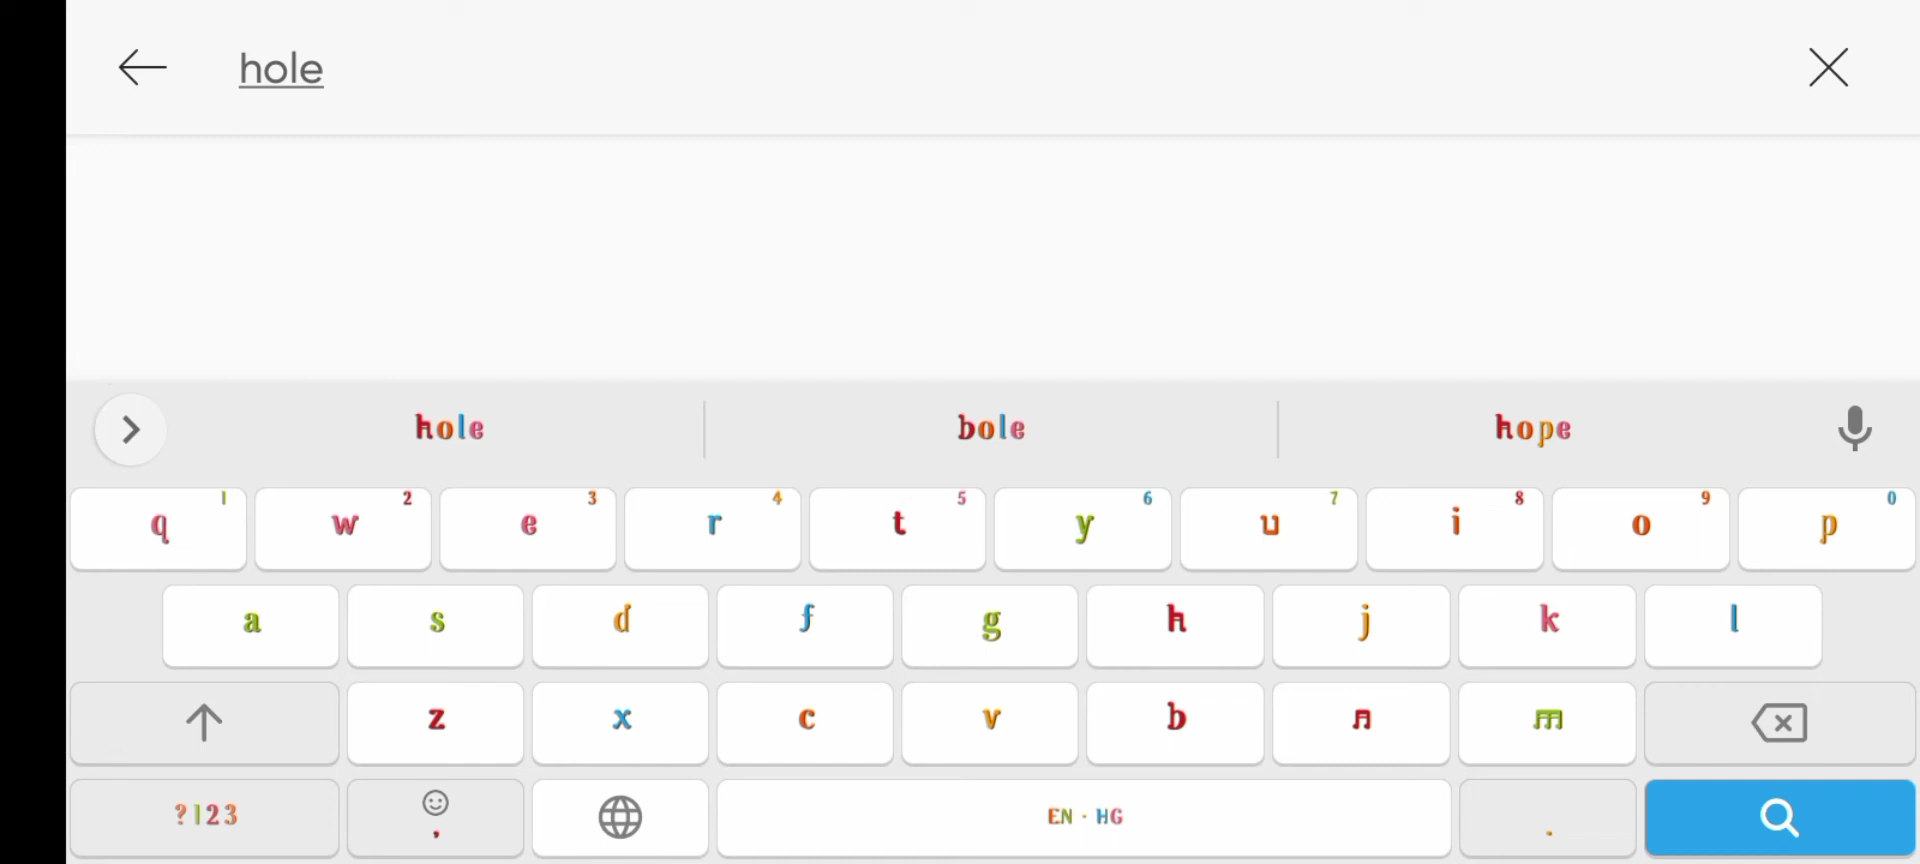 hole
hole bole hope
q 1 w 2 e 3 r 4 t 5 y 6 u 7 i 8 o 9 p 0
a s d f g h j k l
z x c v b n m
?123 , EN · HG .